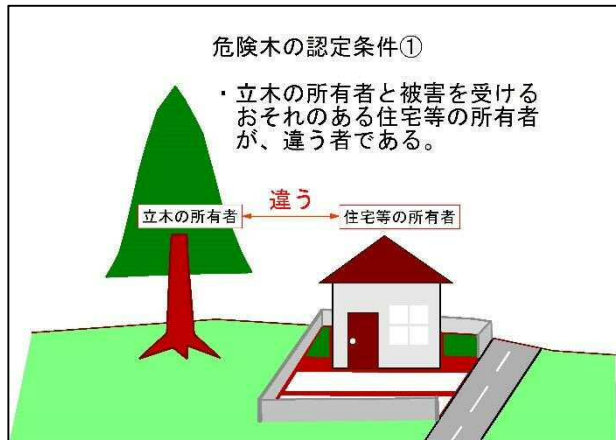 危険木の認定条件①
・立木の所有者と被害を受ける
おそれのある住宅等の所有者
が、違う者である。
違う
立木の所有者
住宅等の所有者